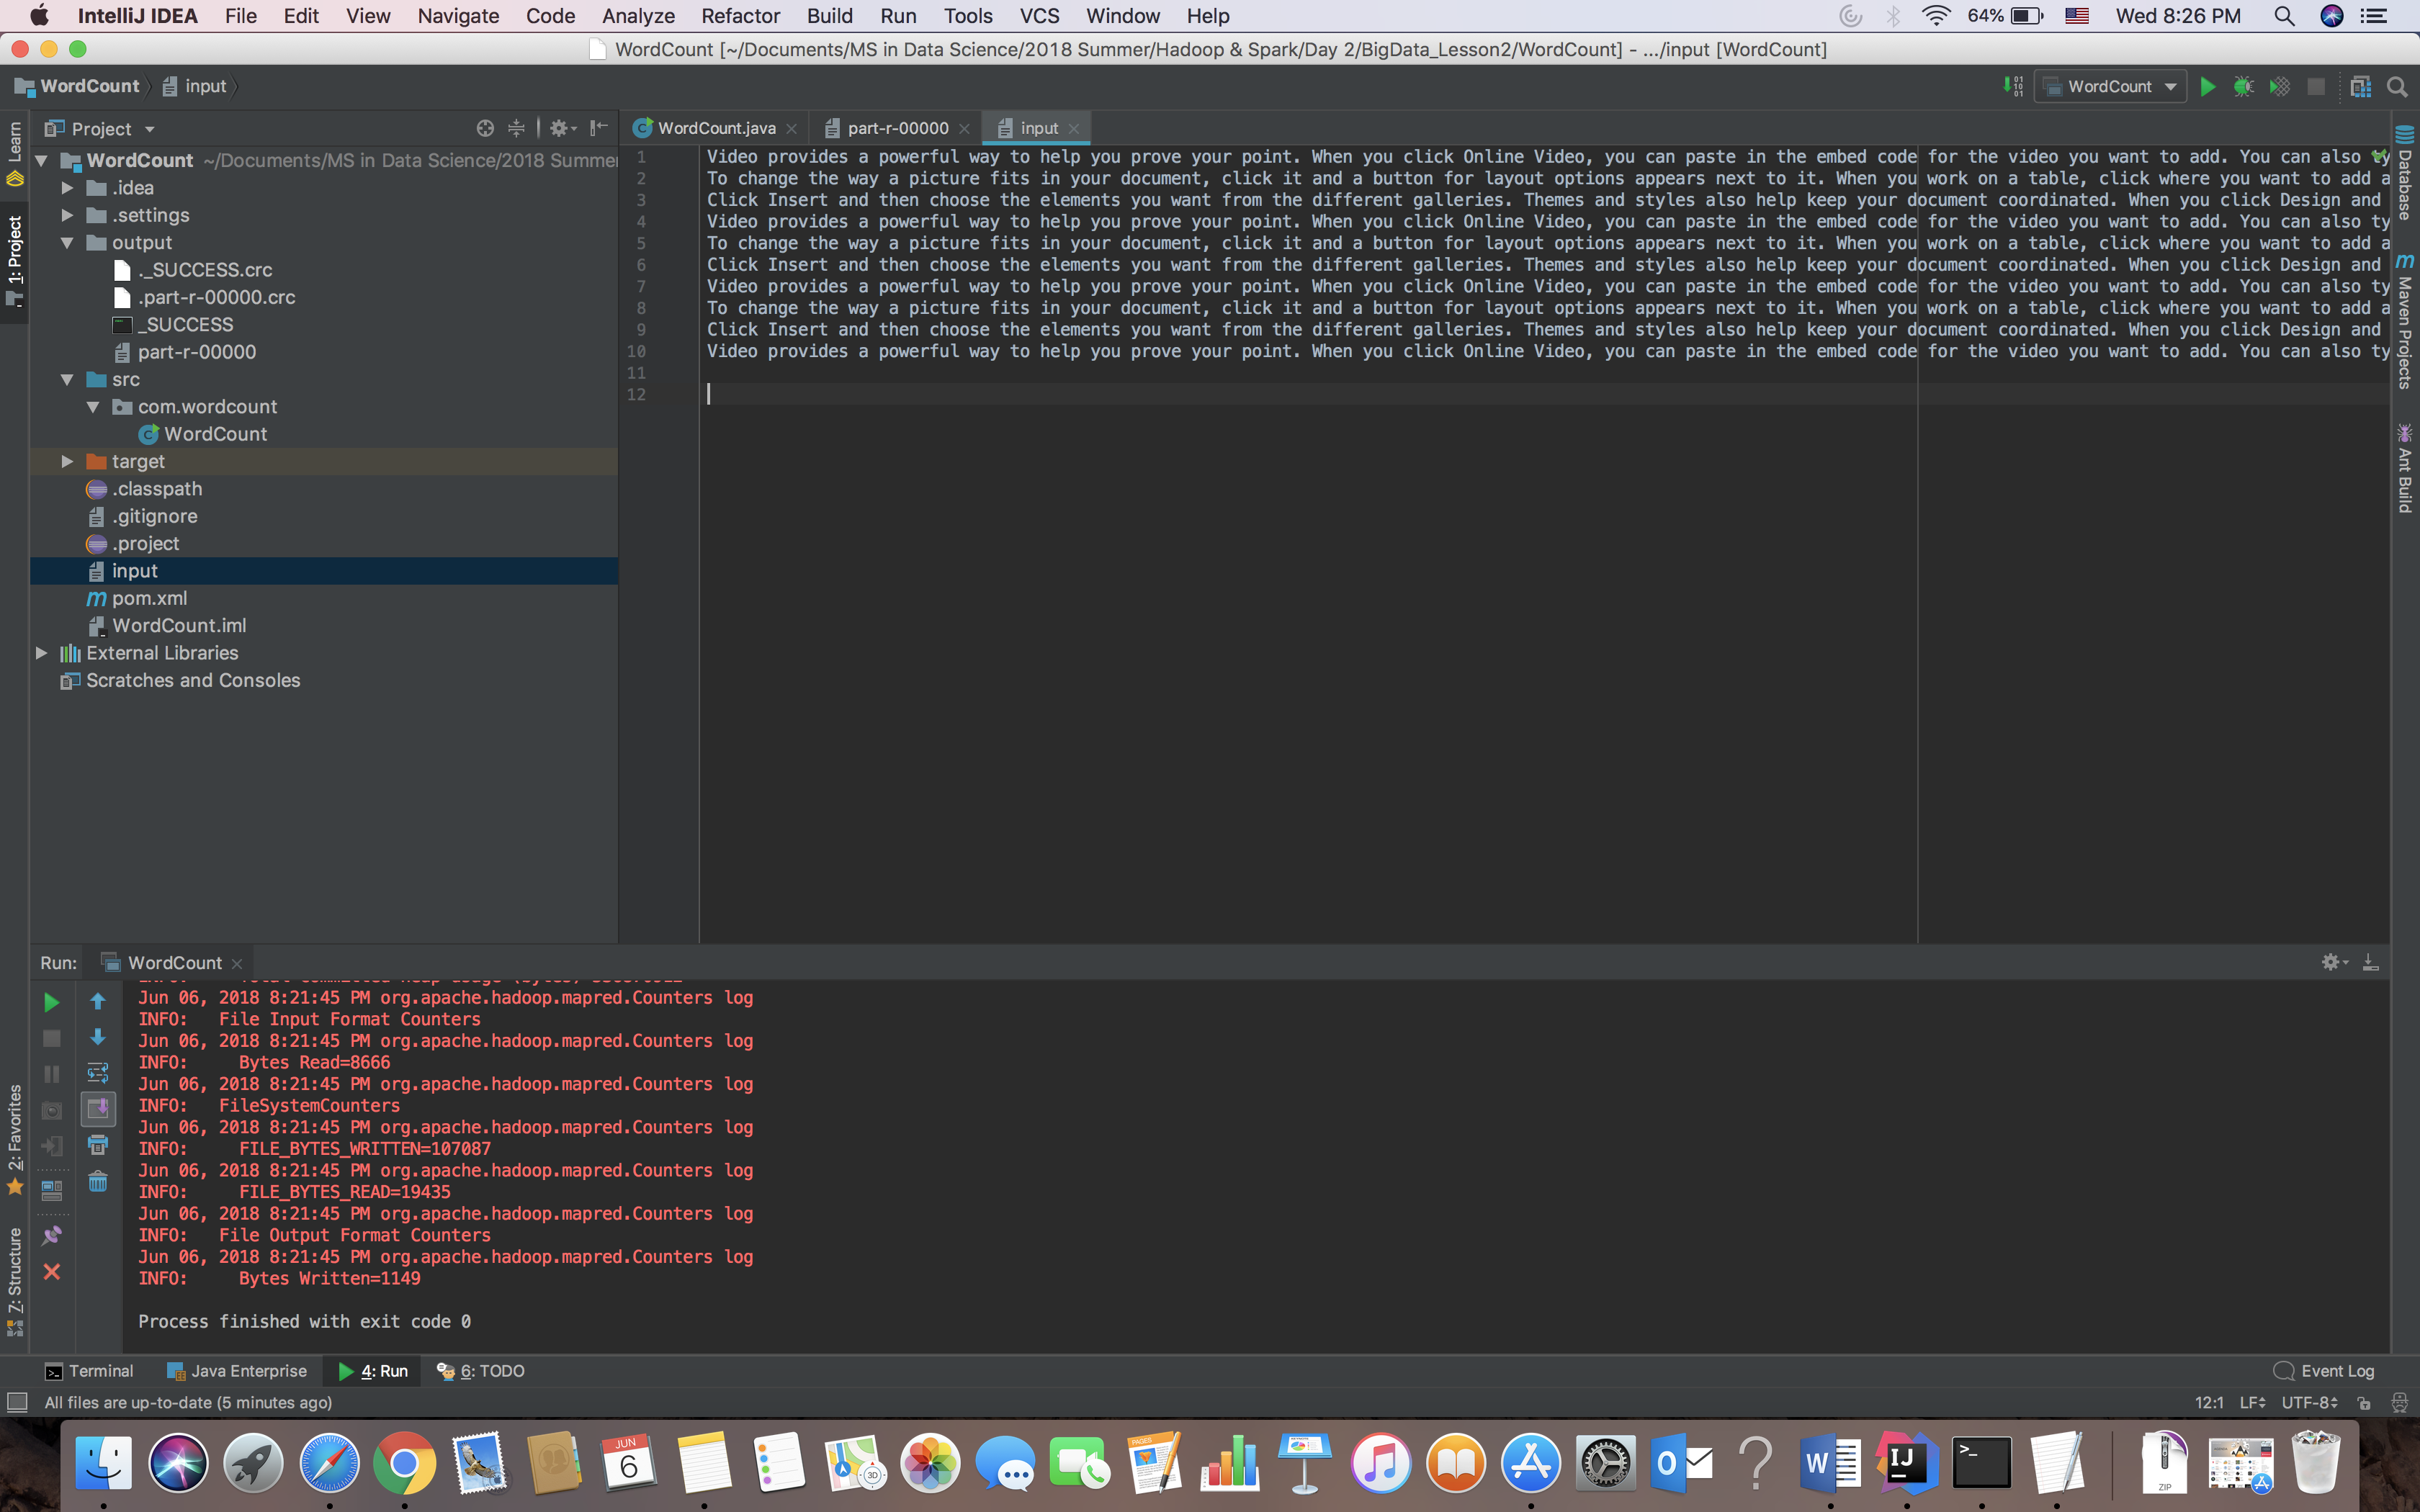 IntelliJ IDEA File Edit View Navigate Code Analyze Refactor Build Run Tools VCS Window Help 64% Wed 8:26 PM
WordCount [~/Documents/MS in Data Science/2018 Summer/Hadoop & Spark/Day 2/BigData_Lesson2/WordCount] - .../input [WordCount]
WordCount input WordCount
Learn
1: Project
Project
WordCount ~/Documents/MS in Data Science/2018 Summer
.idea
.settings
output
._SUCCESS.crc
.part-r-00000.crc
_SUCCESS
part-r-00000
src
com.wordcount
WordCount
target
.classpath
.gitignore
.project
input
pom.xml
WordCount.iml
External Libraries
Scratches and Consoles
WordCount.java part-r-00000 input
1 Video provides a powerful way to help you prove your point. When you click Online Video, you can paste in the embed code for the video you want to add. You can also ty
2 To change the way a picture fits in your document, click it and a button for layout options appears next to it. When you work on a table, click where you want to add a
3 Click Insert and then choose the elements you want from the different galleries. Themes and styles also help keep your document coordinated. When you click Design and
4 Video provides a powerful way to help you prove your point. When you click Online Video, you can paste in the embed code for the video you want to add. You can also ty
5 To change the way a picture fits in your document, click it and a button for layout options appears next to it. When you work on a table, click where you want to add a
6 Click Insert and then choose the elements you want from the different galleries. Themes and styles also help keep your document coordinated. When you click Design and
7 Video provides a powerful way to help you prove your point. When you click Online Video, you can paste in the embed code for the video you want to add. You can also ty
8 To change the way a picture fits in your document, click it and a button for layout options appears next to it. When you work on a table, click where you want to add a
9 Click Insert and then choose the elements you want from the different galleries. Themes and styles also help keep your document coordinated. When you click Design and
10 Video provides a powerful way to help you prove your point. When you click Online Video, you can paste in the embed code for the video you want to add. You can also ty
11
12
Database
Maven Projects
Ant Build
Run: WordCount
Jun 06, 2018 8:21:45 PM org.apache.hadoop.mapred.Counters log
INFO: File Input Format Counters
Jun 06, 2018 8:21:45 PM org.apache.hadoop.mapred.Counters log
INFO: Bytes Read=8666
Jun 06, 2018 8:21:45 PM org.apache.hadoop.mapred.Counters log
INFO: FileSystemCounters
Jun 06, 2018 8:21:45 PM org.apache.hadoop.mapred.Counters log
INFO: FILE_BYTES_WRITTEN=107087
Jun 06, 2018 8:21:45 PM org.apache.hadoop.mapred.Counters log
INFO: FILE_BYTES_READ=19435
Jun 06, 2018 8:21:45 PM org.apache.hadoop.mapred.Counters log
INFO: File Output Format Counters
Jun 06, 2018 8:21:45 PM org.apache.hadoop.mapred.Counters log
INFO: Bytes Written=1149
Process finished with exit code 0
2: Favorites
7: Structure
Terminal Java Enterprise 4: Run 6: TODO Event Log
All files are up-to-date (5 minutes ago) 12:1 LF UTF-8
JUN
6
3D
PAGES
W
IJ
>_
ZIP